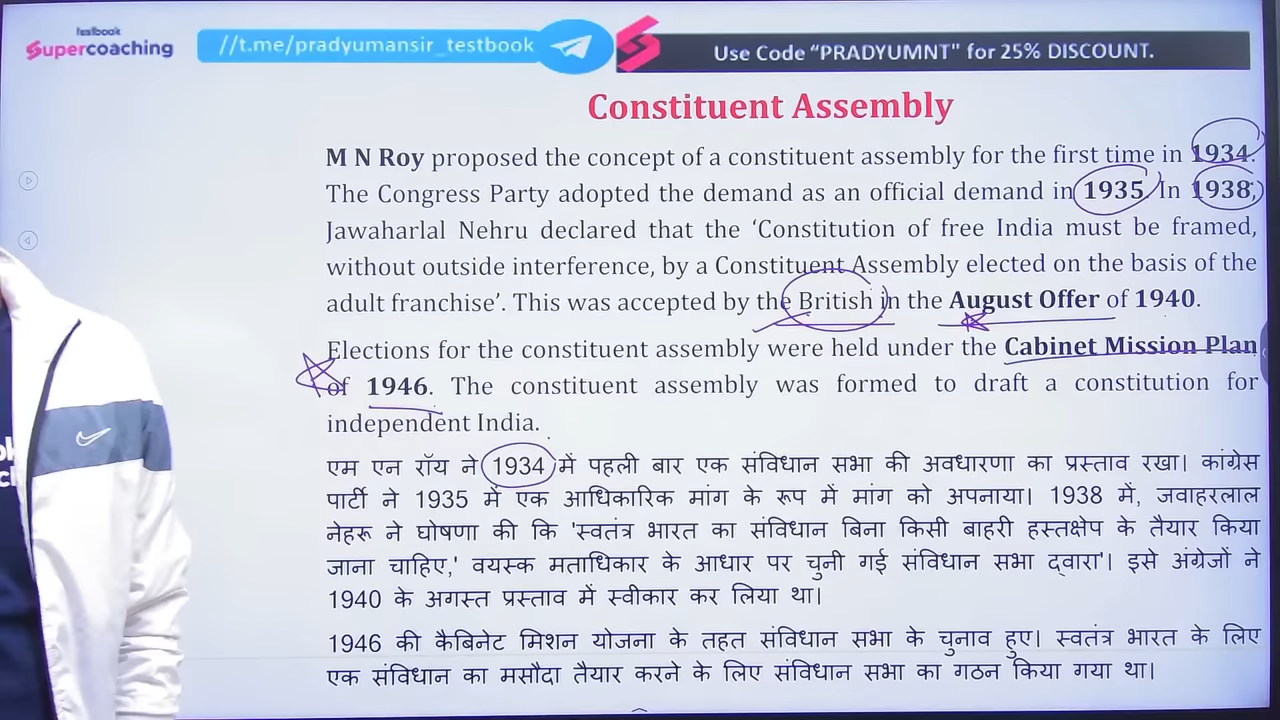 testbook
Supercoaching
//t.me/pradyumansir_testbook
Use Code “PRADYUMNT" for 25% DISCOUNT.
Constituent Assembly
M N Roy proposed the concept of a constituent assembly for the first time in 1934.
The Congress Party adopted the demand as an official demand in 1935. In 1938,
Jawaharlal Nehru declared that the ‘Constitution of free India must be framed,
without outside interference, by a Constituent Assembly elected on the basis of the
adult franchise’. This was accepted by the British in the August Offer of 1940.
Elections for the constituent assembly were held under the Cabinet Mission Plan
of 1946. The constituent assembly was formed to draft a constitution for
independent India.
एम एन रॉय ने 1934 में पहली बार एक संविधान सभा की अवधारणा का प्रस्ताव रखा। कांग्रेस
पार्टी ने 1935 में एक आधिकारिक मांग के रूप में मांग को अपनाया। 1938 में, जवाहरलाल
नेहरू ने घोषणा की कि 'स्वतंत्र भारत का संविधान बिना किसी बाहरी हस्तक्षेप के तैयार किया
जाना चाहिए,' वयस्क मताधिकार के आधार पर चुनी गई संविधान सभा द्वारा'। इसे अंग्रेजों ने
1940 के अगस्त प्रस्ताव में स्वीकार कर लिया था।
1946 की कैबिनेट मिशन योजना के तहत संविधान सभा के चुनाव हुए। स्वतंत्र भारत के लिए
एक संविधान का मसौदा तैयार करने के लिए संविधान सभा का गठन किया गया था।